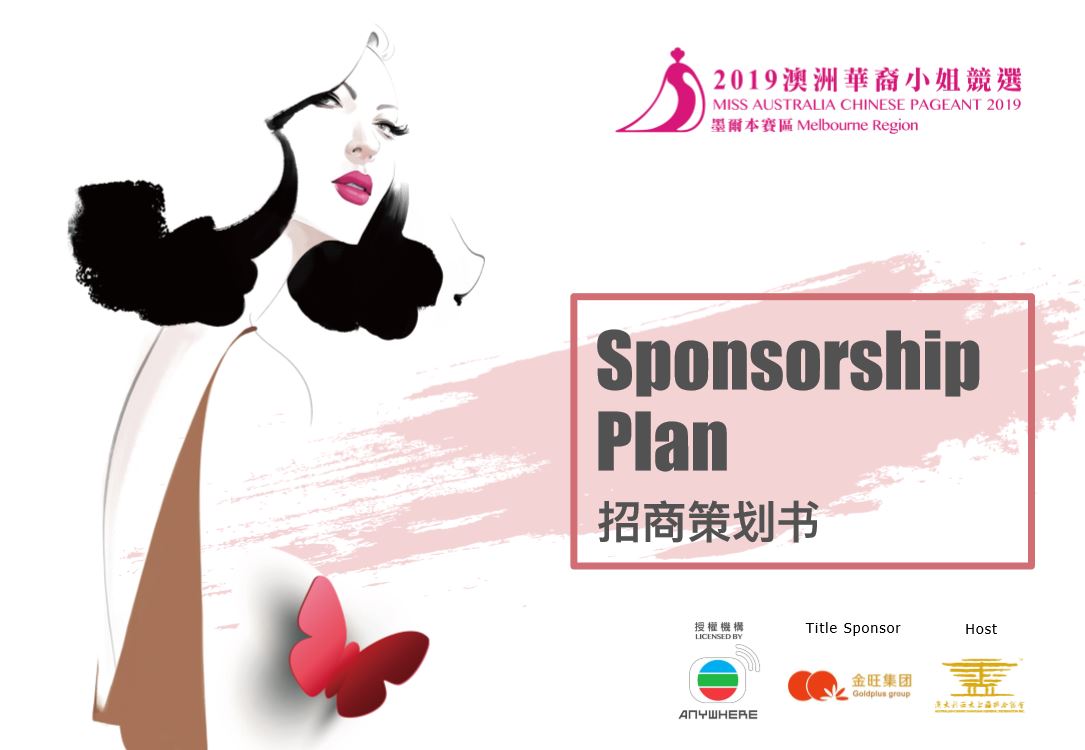 2019澳洲華裔小姐競選
MISS AUSTRALIA CHINESE PAGEANT 2019
墨爾本賽區 Melbourne Region
Sponsorship
Plan
招商策划书
授權機構
LICENSED BY
Title Sponsor
Host
ANYWHERE
金旺集团
Goldplus group